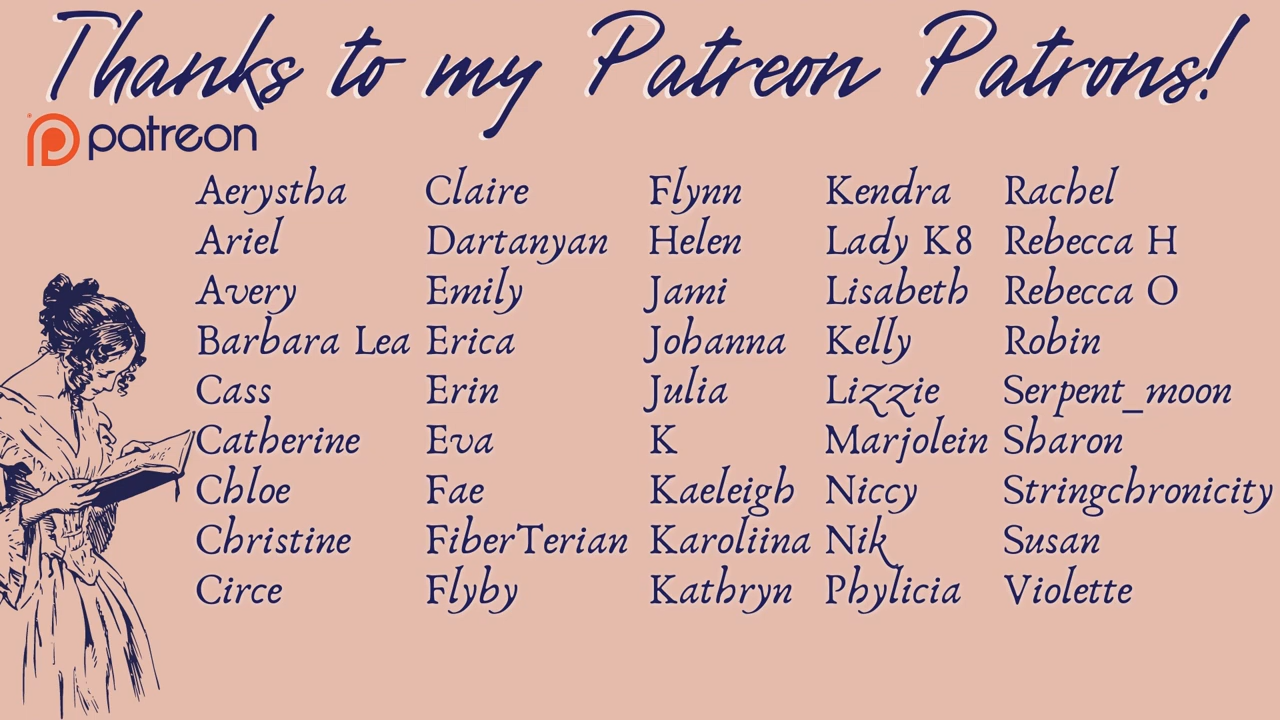 Thanks to my Patreon Patrons!
patreon
Aerystha
Ariel
Avery
Barbara Lea
Cass
Catherine
Chloe
Christine
Circe
Claire
Dartanyan
Emily
Erica
Erin
Eva
Fae
FiberTerian
Flyby
Flynn
Helen
Jami
Johanna
Julia
K
Kaeleigh
Karoliina
Kathryn
Kendra
Lady K8
Lisabeth
Kelly
Lizzie
Marjolein
Niccy
Nik
Phylicia
Rachel
Rebecca H
Rebecca O
Robin
Serpent_moon
Sharon
Stringchronicity
Susan
Violette